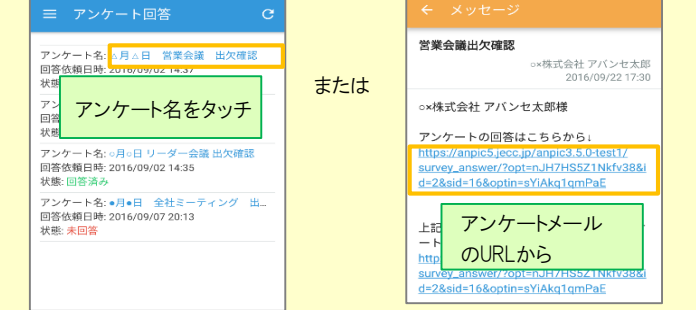 アンケート回答
アンケート名: △月△日 営業会議 出欠確認
回答依頼日時: 2016/09/02 14:37
状態
アンケート名をタッチ
アン
回答
状態
アンケート名: ○月○日 リーダー会議 出欠確認
回答依頼日時: 2016/09/02 14:35
状態: 回答済み
アンケート名: ●月●日 全社ミーティング 出...
回答依頼日時: 2016/09/07 20:13
状態: 未回答
または
メッセージ
営業会議出欠確認
○×株式会社 アバンセ太郎
2016/09/22 17:30
○×株式会社 アバンセ太郎様
アンケートの回答はこちらから↓
https://anpic5.jecc.jp/anpic3.5.0-test1/
survey_answer/?opt=nJH7HS5Z1Nkfv38&i
d=2&sid=16&optin=sYiAkq1qmPaE
アンケートメール
のURLから
上記
ート
http
survey_answer/?opt=nJH7HS5Z1Nkfv38&i
d=2&sid=16&optin=sYiAkq1qmPaE